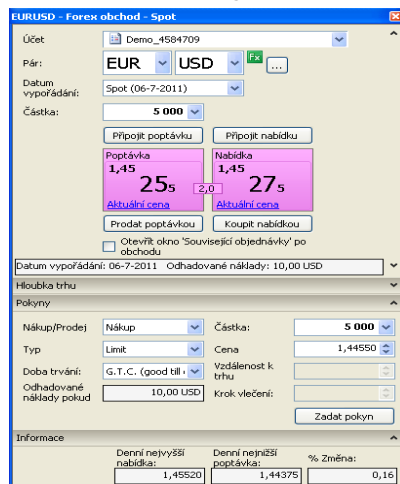 EURUSD - Forex obchod - Spot
Účet Demo_4584709
Pár: EUR USD Fx ...
Datum vypořádání: Spot (06-7-2011)
Částka: 5 000
Připojit poptávku Připojit nabídku
Poptávka Nabídka
1,45 1,45
25₅ 2,0 27₅
Aktuální cena Aktuální cena
Prodat poptávkou Koupit nabídkou
Otevřít okno 'Související objednávky' po obchodu
Datum vypořádání: 06-7-2011 Odhadované náklady: 10,00 USD
Hloubka trhu
Pokyny
Nákup/Prodej Nákup Částka: 5 000
Typ Limit Cena 1,44550
Doba trvání: G.T.C. (good till Vzdálenost k trhu
Odhadované náklady pokud 10,00 USD Krok vlečení:
Zadat pokyn
Informace
Denní nejvyšší nabídka: Denní nejnižší poptávka: % Změna:
1,45520 1,44375 0,16